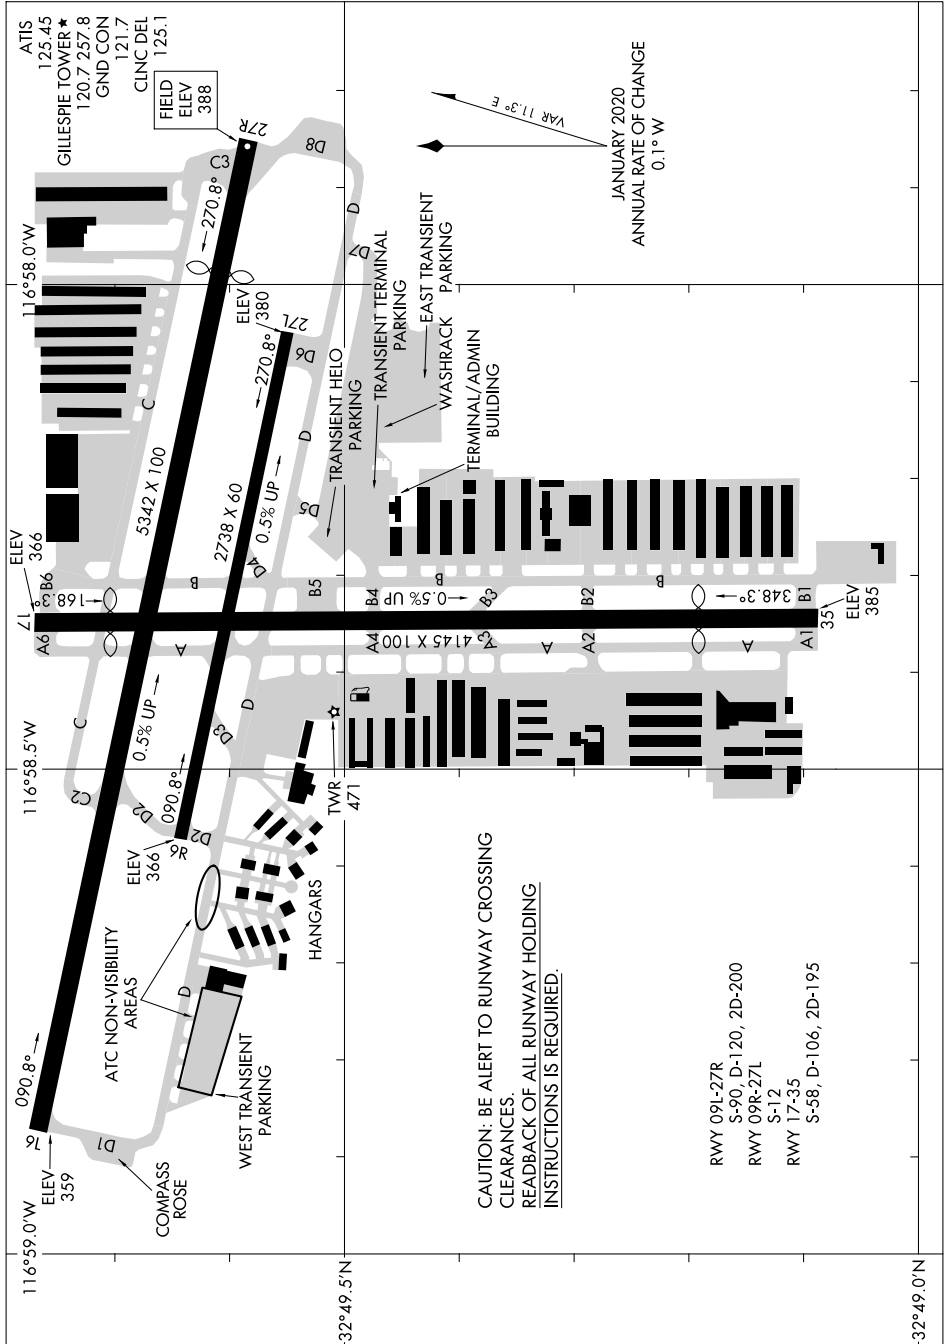 ATIS
125.45
GILLESPIE TOWER★
120.7 257.8
GND CON
121.7
CLNC DEL
125.1
FIELD
ELEV
388
27R
D8
C3
270.8°
VAR 11.3° E
JANUARY 2020
ANNUAL RATE OF CHANGE
0.1° W
116°58.0'W
D
D7
ELEV
380
27L
270.8°
D6
TRANSIENT HELO
PARKING
TRANSIENT TERMINAL
PARKING
EAST TRANSIENT
PARKING
WASHRACK
TERMINAL/ADMIN
BUILDING
C
D
5342 X 100
2738 X 60
0.5% UP
D5
D4
ELEV
366
17
B6
168.3°
B
B5
B4
B
0.5% UP
B3
B2
B
348.3°
B1
35
ELEV
385
A6
A
A4
4145 X 100
A3
A
A2
A
A1
C
0.5% UP
D3
D
116°58.5'W
C2
D2
090.8°
D2
9R
ELEV
366
TWR
471
HANGARS
ATC NON-VISIBILITY
AREAS
D
WEST TRANSIENT
PARKING
090.8°
9L
ELEV
359
D1
COMPASS
ROSE
CAUTION: BE ALERT TO RUNWAY CROSSING
CLEARANCES.
READBACK OF ALL RUNWAY HOLDING
INSTRUCTIONS IS REQUIRED.
RWY 09L-27R
S-90, D-120, 2D-200
RWY 09R-27L
S-12
RWY 17-35
S-58, D-106, 2D-195
116°59.0'W
32°49.5'N
32°49.0'N